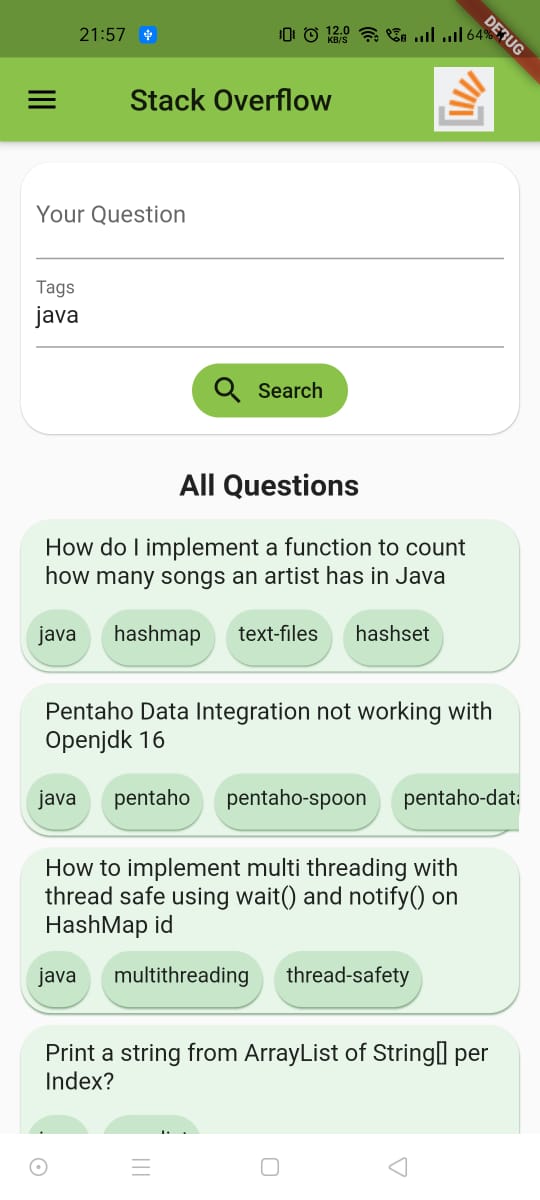 21:57
12.0
KB/S
64%
DEBUG
Stack Overflow
Your Question
Tags
java
Search
All Questions
How do I implement a function to count
how many songs an artist has in Java
java hashmap text-files hashset
Pentaho Data Integration not working with
Openjdk 16
java pentaho pentaho-spoon pentaho-data
How to implement multi threading with
thread safe using wait() and notify() on
HashMap id
java multithreading thread-safety
Print a string from ArrayList of String[] per
Index?